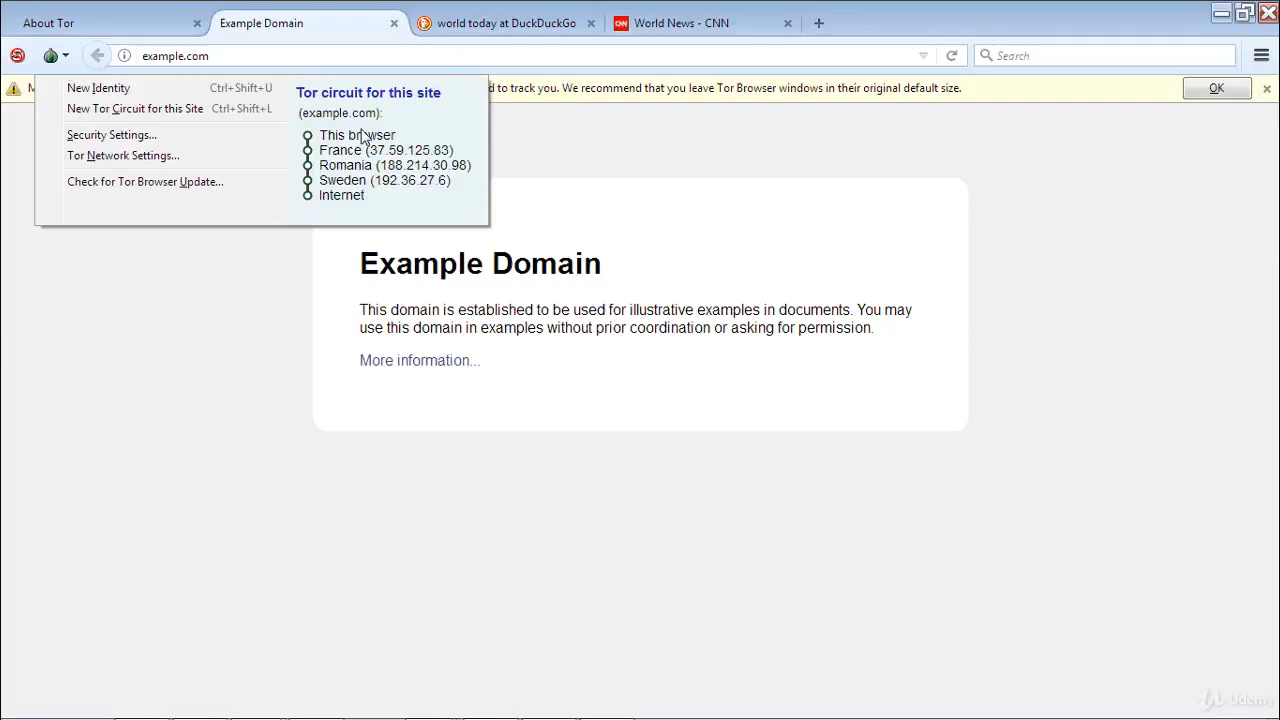 About Tor
Example Domain
world today at DuckDuckGo
CNN World News - CNN
example.com
Search
New Identity Ctrl+Shift+U
New Tor Circuit for this Site Ctrl+Shift+L
Security Settings...
Tor Network Settings...
Check for Tor Browser Update...
Tor circuit for this site
(example.com):
This browser
France (37.59.125.83)
Romania (188.214.30.98)
Sweden (192.36.27.6)
Internet
d to track you. We recommend that you leave Tor Browser windows in their original default size.
OK
Example Domain
This domain is established to be used for illustrative examples in documents. You may
use this domain in examples without prior coordination or asking for permission.
More information...
Udemy